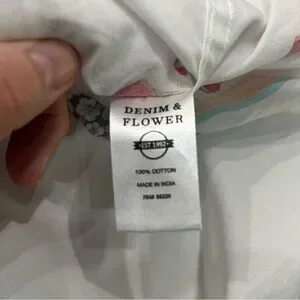 DENIM &
FLOWER
EST 1992
100% COTTON
MADE IN INDIA